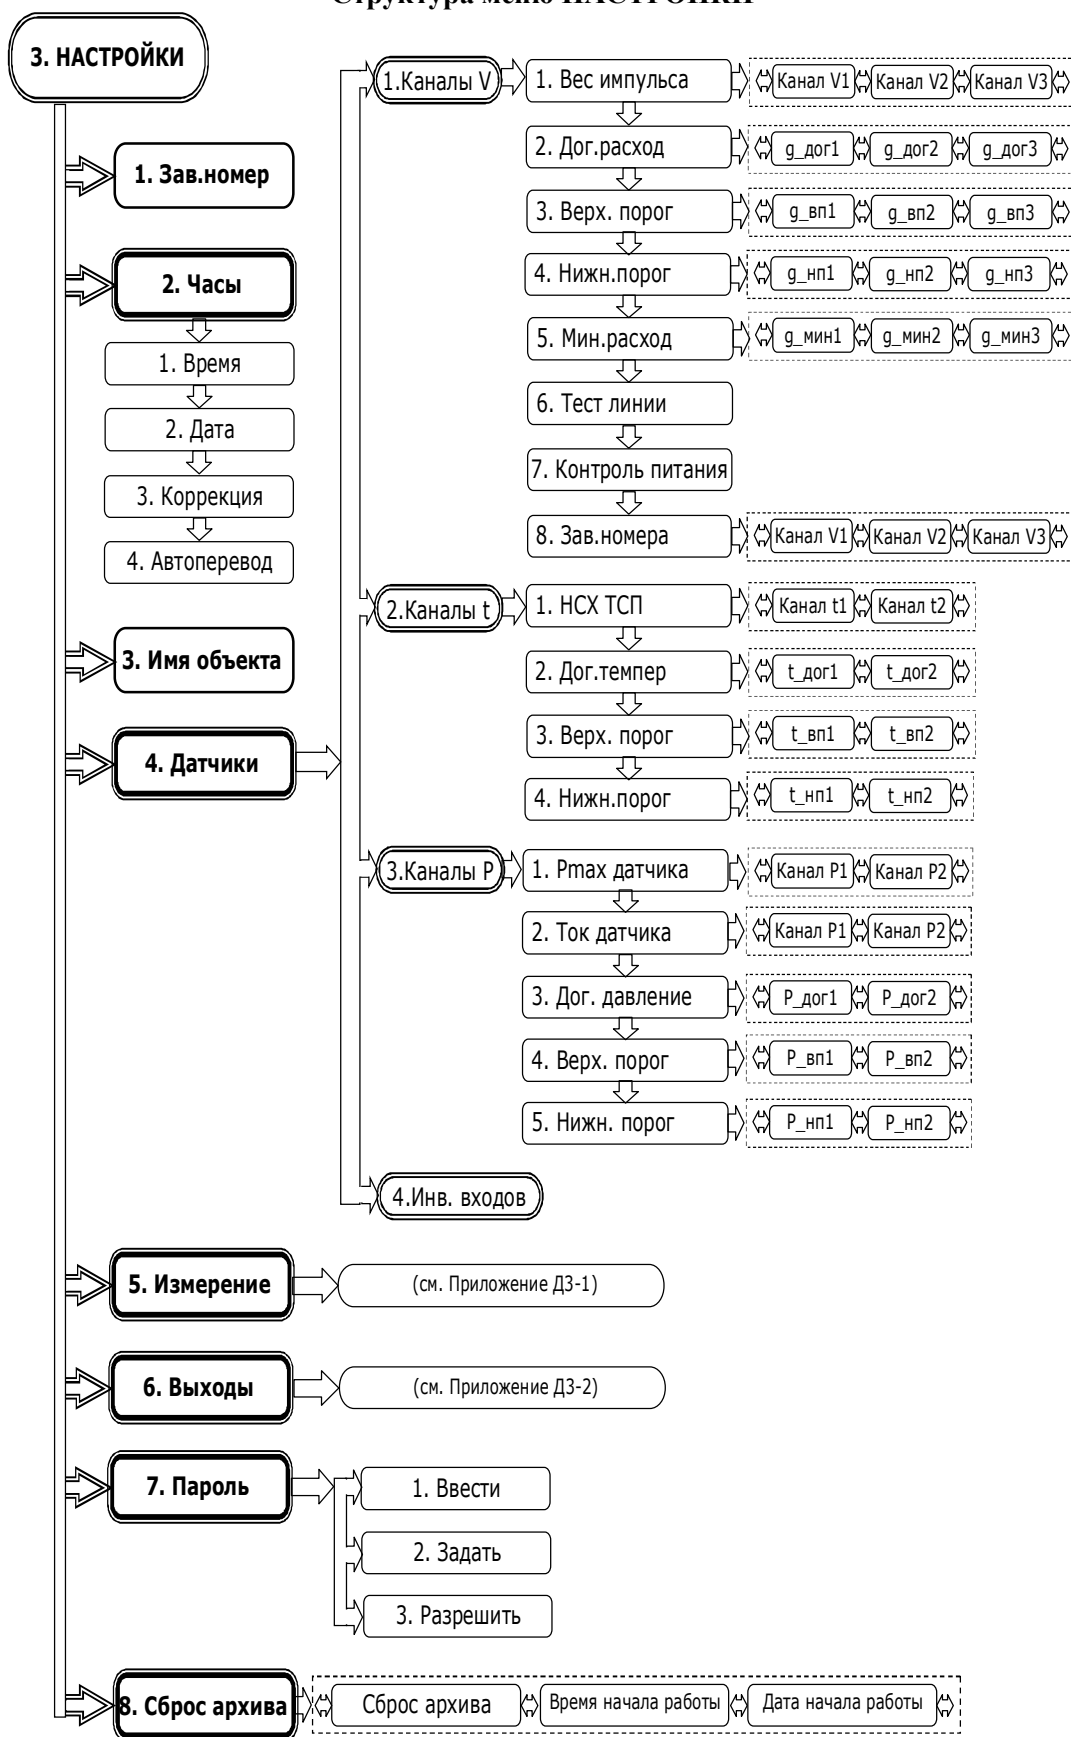 Структура меню НАСТРОЙКИ
3. НАСТРОЙКИ
1. Зав.номер
2. Часы
1. Время
2. Дата
3. Коррекция
4. Автоперевод
3. Имя объекта
4. Датчики
1.Каналы V
1. Вес импульса
Канал V1 Канал V2 Канал V3
2. Дог.расход
g_дог1 g_дог2 g_дог3
3. Верх. порог
g_вп1 g_вп2 g_вп3
4. Нижн.порог
g_нп1 g_нп2 g_нп3
5. Мин.расход
g_мин1 g_мин2 g_мин3
6. Тест линии
7. Контроль питания
8. Зав.номера
Канал V1 Канал V2 Канал V3
2.Каналы t
1. НСХ ТСП
Канал t1 Канал t2
2. Дог.темпер
t_дог1 t_дог2
3. Верх. порог
t_вп1 t_вп2
4. Нижн.порог
t_нп1 t_нп2
3.Каналы P
1. Pmax датчика
Канал P1 Канал P2
2. Ток датчика
Канал P1 Канал P2
3. Дог. давление
P_дог1 P_дог2
4. Верх. порог
P_вп1 P_вп2
5. Нижн. порог
P_нп1 P_нп2
4.Инв. входов
5. Измерение
(см. Приложение Д3-1)
6. Выходы
(см. Приложение Д3-2)
7. Пароль
1. Ввести
2. Задать
3. Разрешить
8. Сброс архива
Сброс архива Время начала работы Дата начала работы